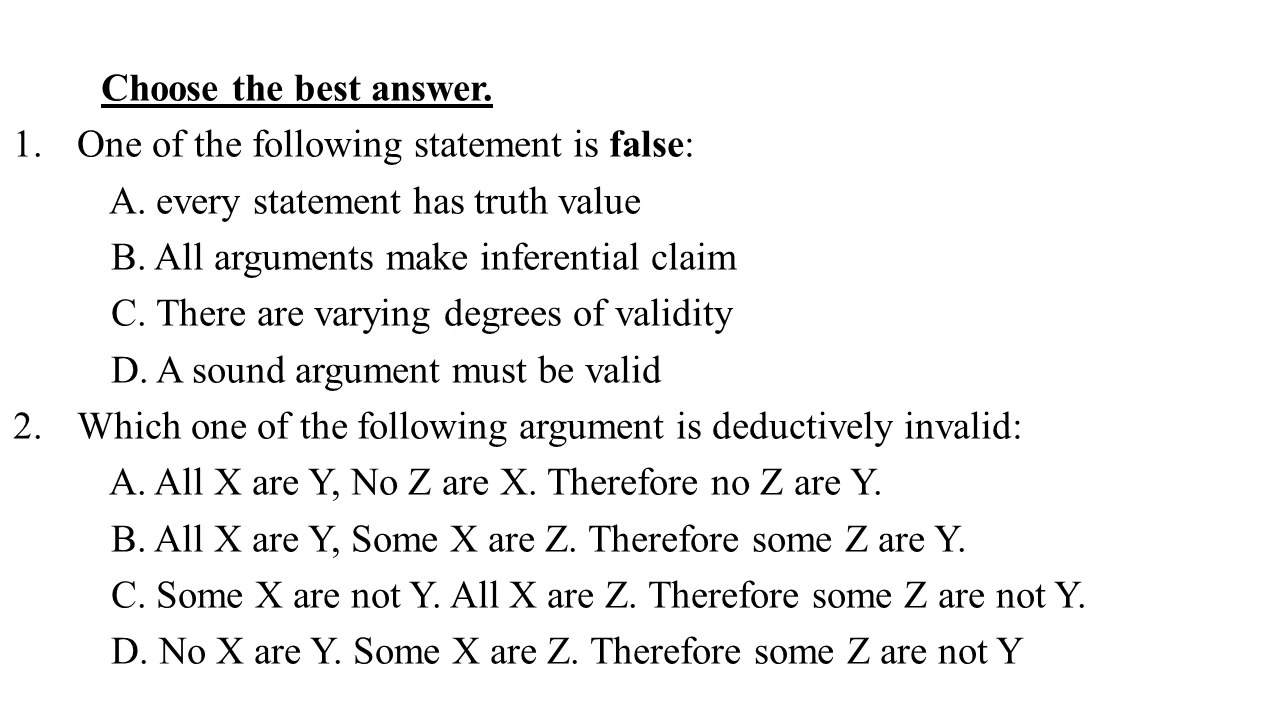 Choose the best answer.
1. One of the following statement is false:
A. every statement has truth value
B. All arguments make inferential claim
C. There are varying degrees of validity
D. A sound argument must be valid
2. Which one of the following argument is deductively invalid:
A. All X are Y, No Z are X. Therefore no Z are Y.
B. All X are Y, Some X are Z. Therefore some Z are Y.
C. Some X are not Y. All X are Z. Therefore some Z are not Y.
D. No X are Y. Some X are Z. Therefore some Z are not Y